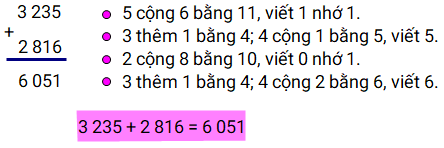 3 235
+
2 816
6 051
5 cộng 6 bằng 11, viết 1 nhớ 1.
3 thêm 1 bằng 4; 4 cộng 1 bằng 5, viết 5.
2 cộng 8 bằng 10, viết 0 nhớ 1.
3 thêm 1 bằng 4; 4 cộng 2 bằng 6, viết 6.
3 235 + 2 816 = 6 051